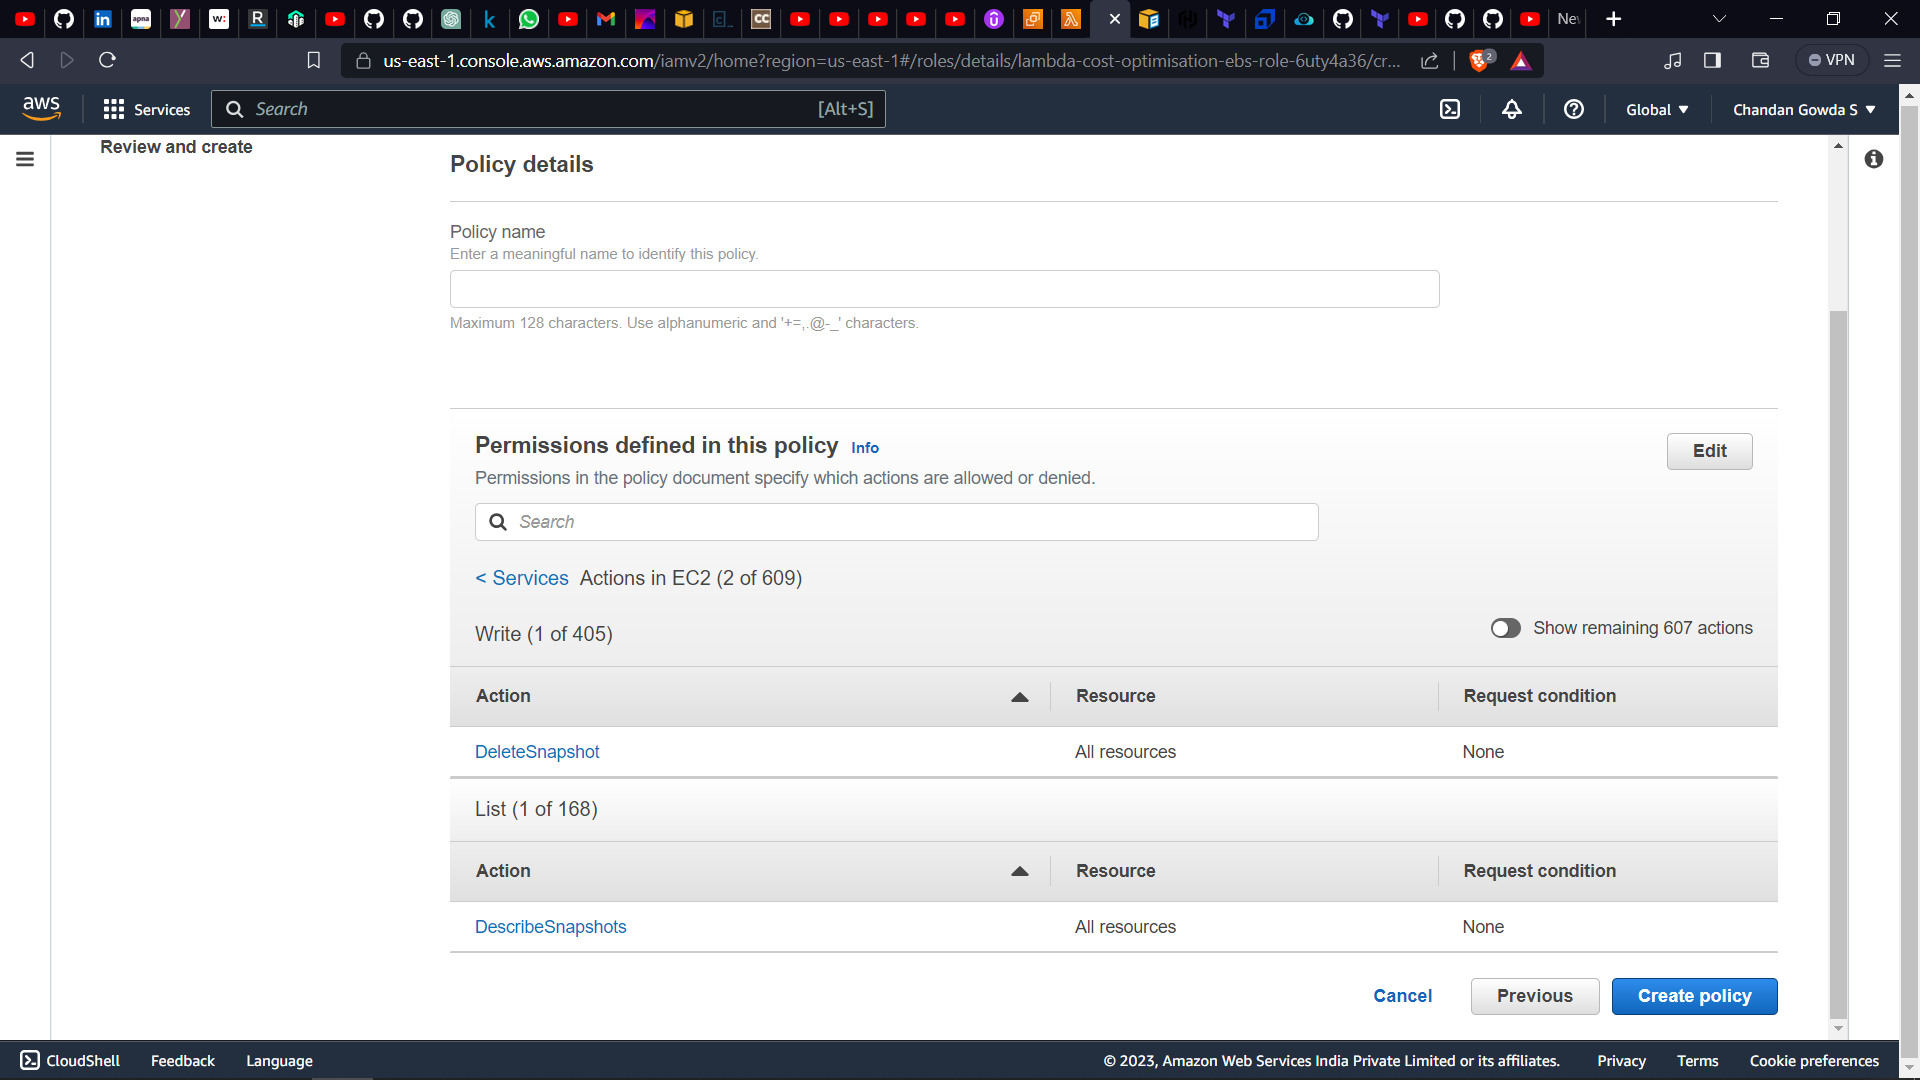 New
us-east-1.console.aws.amazon.com/iamv2/home?region=us-east-1#/roles/details/lambda-cost-optimisation-ebs-role-6uty4a36/cr...
2
VPN
aws
Services
Search
[Alt+S]
Global
Chandan Gowda S
Review and create
Policy details
Policy name
Enter a meaningful name to identify this policy.
Maximum 128 characters. Use alphanumeric and '+=,.@-_' characters.
Permissions defined in this policy Info
Edit
Permissions in the policy document specify which actions are allowed or denied.
Search
< Services Actions in EC2 (2 of 609)
Write (1 of 405)
Show remaining 607 actions
Action Resource Request condition
DeleteSnapshot All resources None
List (1 of 168)
Action Resource Request condition
DescribeSnapshots All resources None
Cancel Previous Create policy
CloudShell Feedback Language
© 2023, Amazon Web Services India Private Limited or its affiliates. Privacy Terms Cookie preferences